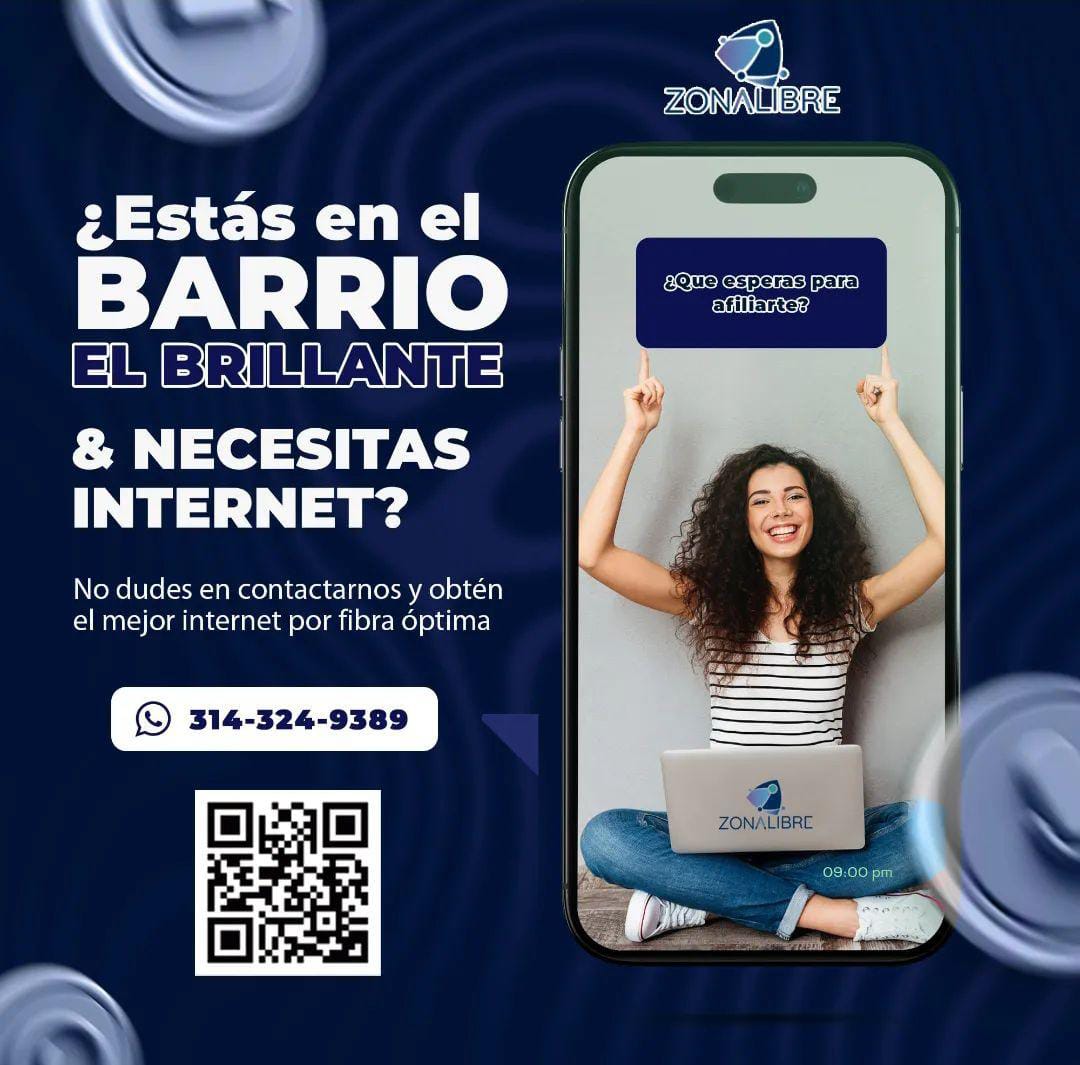 ZONALIBRE
¿Estás en el
BARRIO
EL BRILLANTE
& NECESITAS
INTERNET?
No dudes en contactarnos y obtén
el mejor internet por fibra óptima
314-324-9389
¿Que esperas para
afiliarte?
ZONALIBRE
09:00 pm